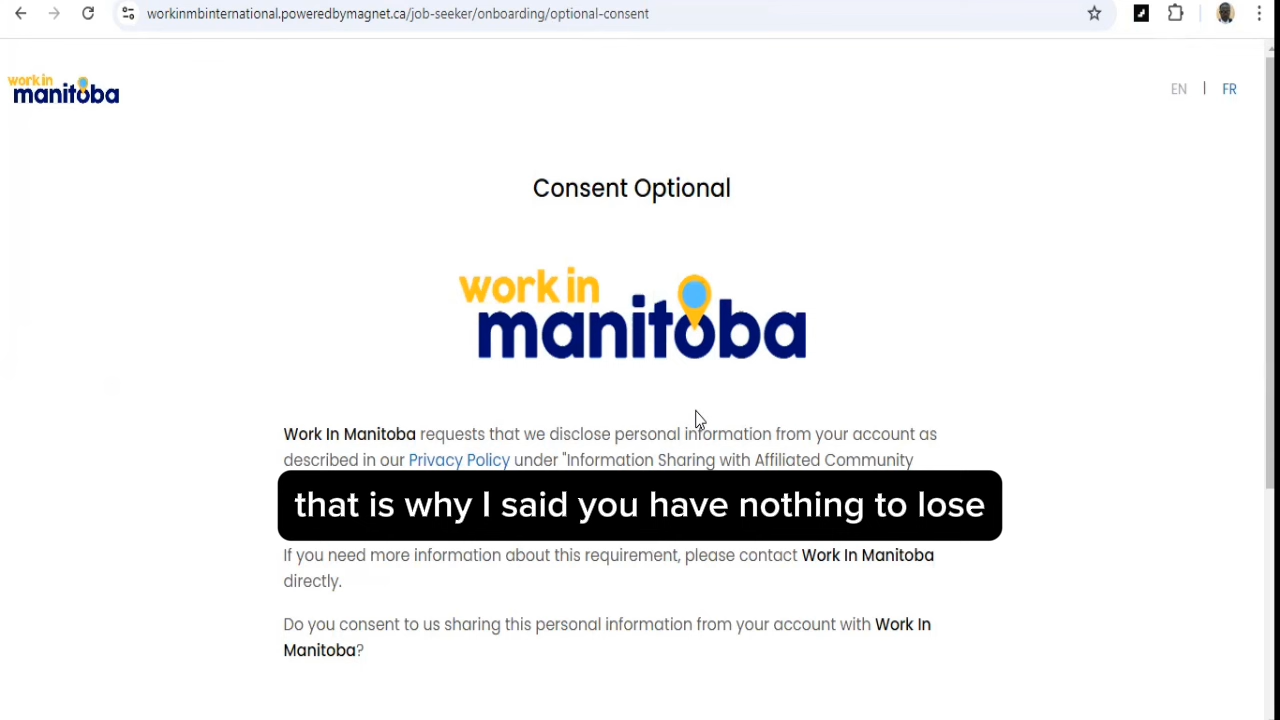 workinmbinternational.poweredbymagnet.ca/job-seeker/onboarding/optional-consent
work in
manitoba
EN | FR
Consent Optional
work in
manitoba
Work In Manitoba requests that we disclose personal information from your account as
described in our Privacy Policy under "Information Sharing with Affiliated Community
that is why I said you have nothing to lose
If you need more information about this requirement, please contact Work In Manitoba
directly.
Do you consent to us sharing this personal information from your account with Work In
Manitoba?